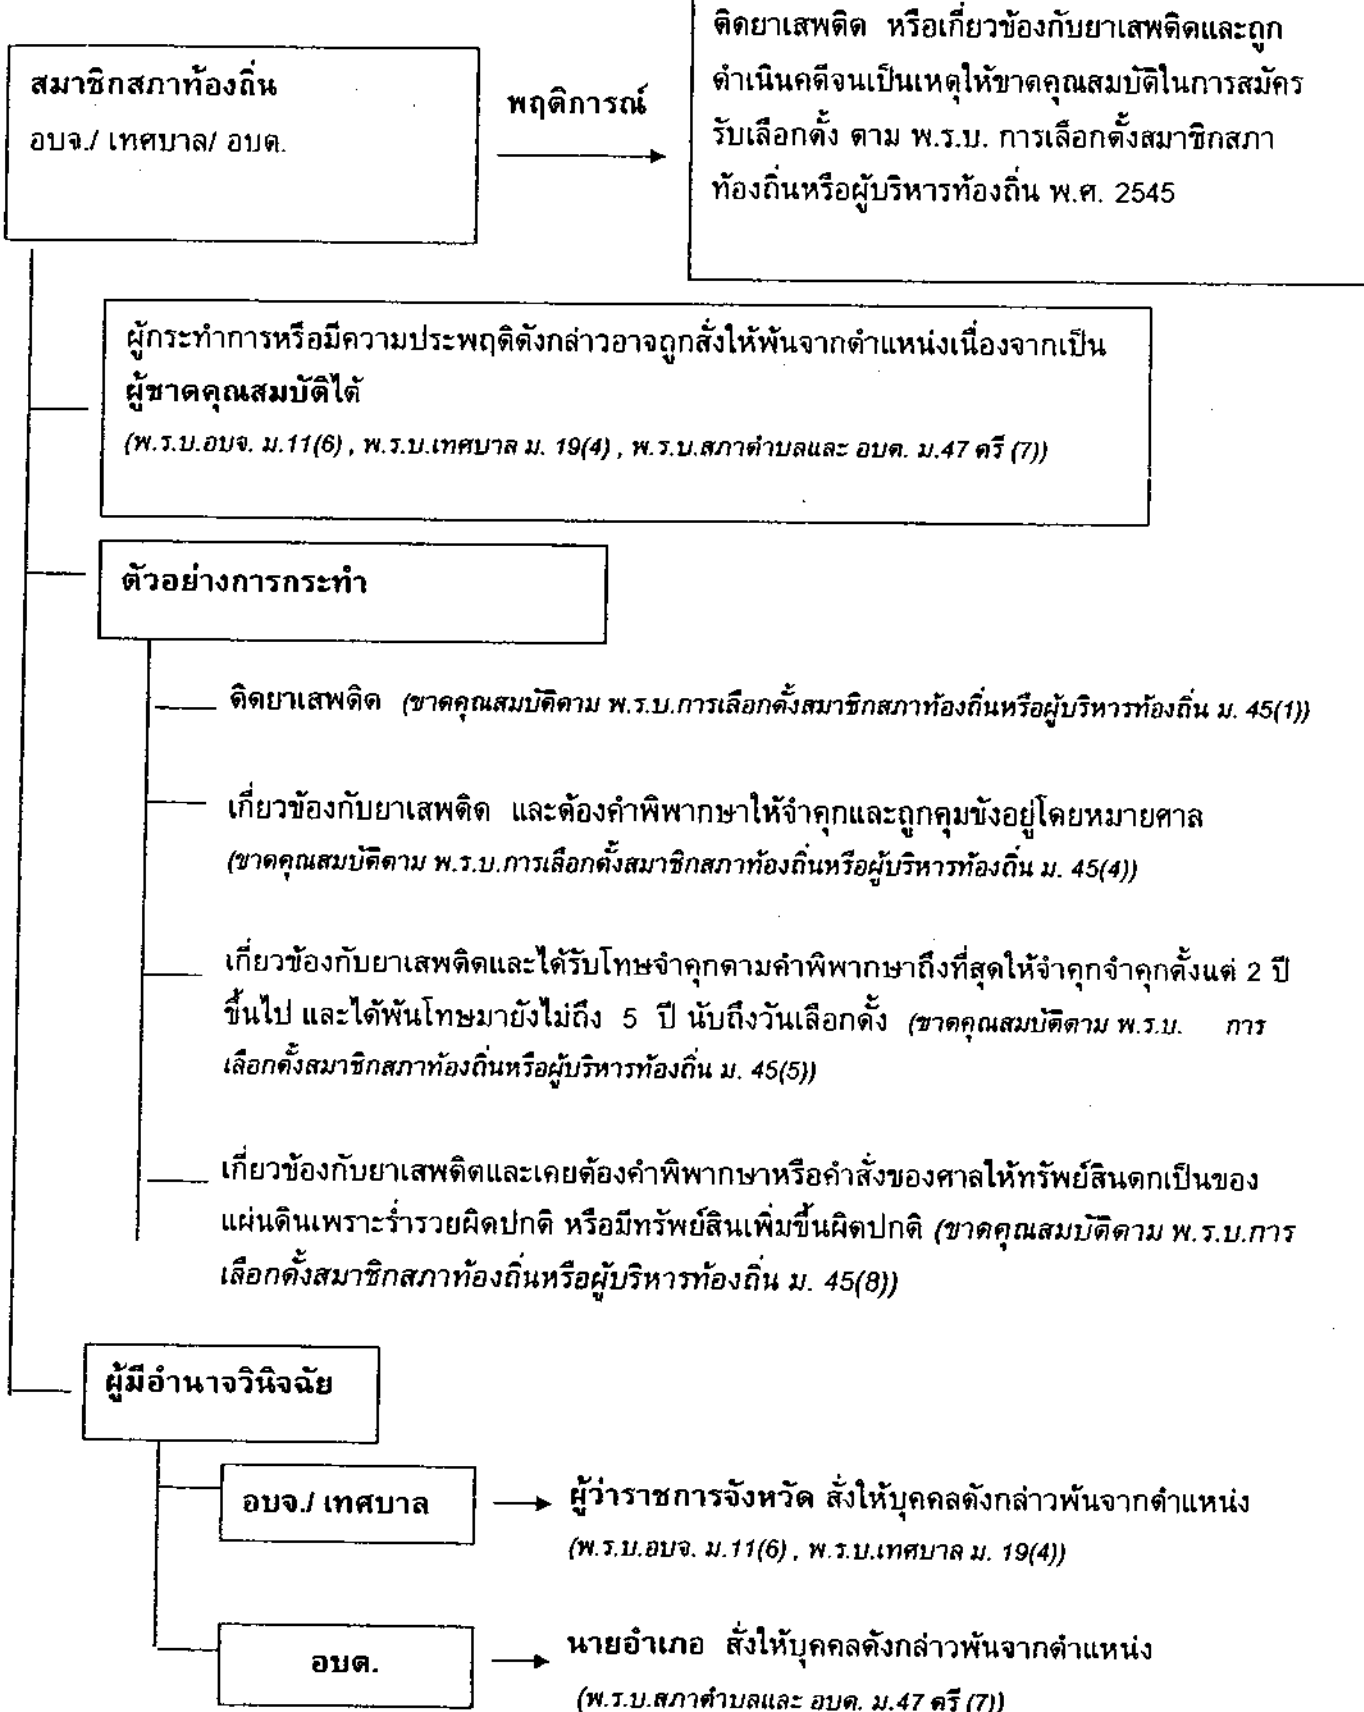 สมาชิกสภาท้องถิ่น
อบจ./ เทศบาล/ อบต.
พฤติการณ์
ติดยาเสพติด หรือเกี่ยวข้องกับยาเสพติดและถูก
ดำเนินคดีจนเป็นเหตุให้ขาดคุณสมบัติในการสมัคร
รับเลือกตั้ง ตาม พ.ร.บ. การเลือกตั้งสมาชิกสภา
ท้องถิ่นหรือผู้บริหารท้องถิ่น พ.ศ. 2545
ผู้กระทำการหรือมีความประพฤติดังกล่าวอาจถูกสั่งให้พ้นจากตำแหน่งเนื่องจากเป็น
ผู้ขาดคุณสมบัติได้
(พ.ร.บ.อบจ. ม.11(6) , พ.ร.บ.เทศบาล ม. 19(4) , พ.ร.บ.สภาตำบลและ อบต. ม.47 ตรี (7))
ตัวอย่างการกระทำ
ติดยาเสพติด (ขาดคุณสมบัติตาม พ.ร.บ.การเลือกตั้งสมาชิกสภาท้องถิ่นหรือผู้บริหารท้องถิ่น ม. 45(1))
เกี่ยวข้องกับยาเสพติด และต้องคำพิพากษาให้จำคุกและถูกคุมขังอยู่โดยหมายศาล
(ขาดคุณสมบัติตาม พ.ร.บ.การเลือกตั้งสมาชิกสภาท้องถิ่นหรือผู้บริหารท้องถิ่น ม. 45(4))
เกี่ยวข้องกับยาเสพติดและได้รับโทษจำคุกตามคำพิพากษาถึงที่สุดให้จำคุกจำคุกตั้งแต่ 2 ปี
ขึ้นไป และได้พ้นโทษมายังไม่ถึง 5 ปี นับถึงวันเลือกตั้ง (ขาดคุณสมบัติตาม พ.ร.บ. การ
เลือกตั้งสมาชิกสภาท้องถิ่นหรือผู้บริหารท้องถิ่น ม. 45(5))
เกี่ยวข้องกับยาเสพติดและเคยต้องคำพิพากษาหรือคำสั่งของศาลให้ทรัพย์สินตกเป็นของ
แผ่นดินเพราะร่ำรวยผิดปกติ หรือมีทรัพย์สินเพิ่มขึ้นผิดปกติ (ขาดคุณสมบัติตาม พ.ร.บ.การ
เลือกตั้งสมาชิกสภาท้องถิ่นหรือผู้บริหารท้องถิ่น ม. 45(8))
ผู้มีอำนาจวินิจฉัย
อบจ./ เทศบาล
ผู้ว่าราชการจังหวัด สั่งให้บุคคลดังกล่าวพ้นจากตำแหน่ง
(พ.ร.บ.อบจ. ม.11(6) , พ.ร.บ.เทศบาล ม. 19(4))
อบต.
นายอำเภอ สั่งให้บุคคลดังกล่าวพ้นจากตำแหน่ง
(พ.ร.บ.สภาตำบลและ อบต. ม.47 ตรี (7))